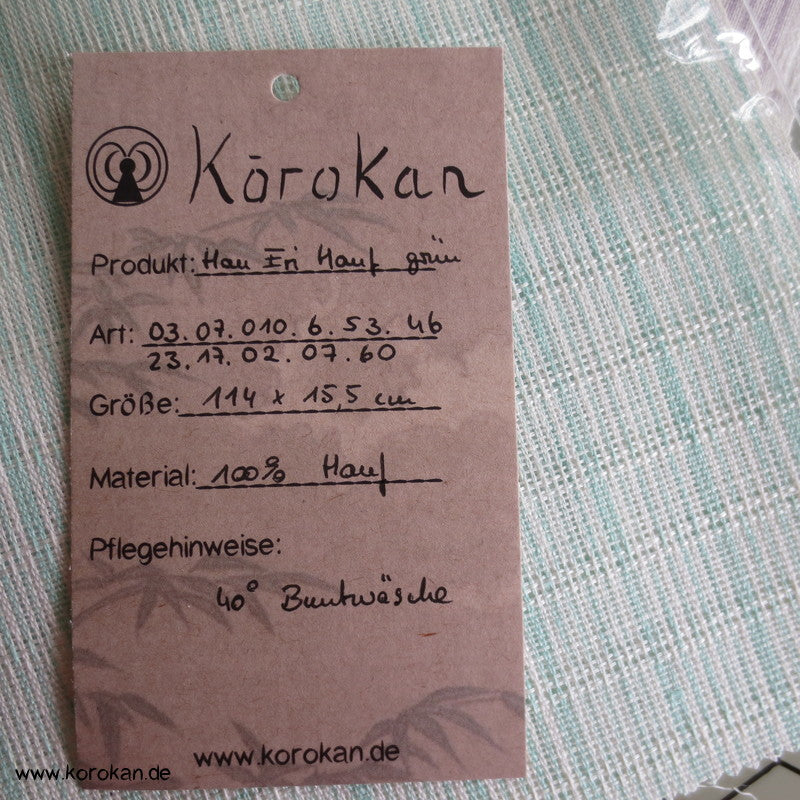 Kōrokan
Produkt: Han Eri Hanf grün
Art: 03.07.010.6.53.46
23.17.02.07.60
Größe: 114 x 15,5 cm
Material: 100% Hanf
Pflegehinweise:
40° Buntwäsche
www.korokan.de
www.korokan.de